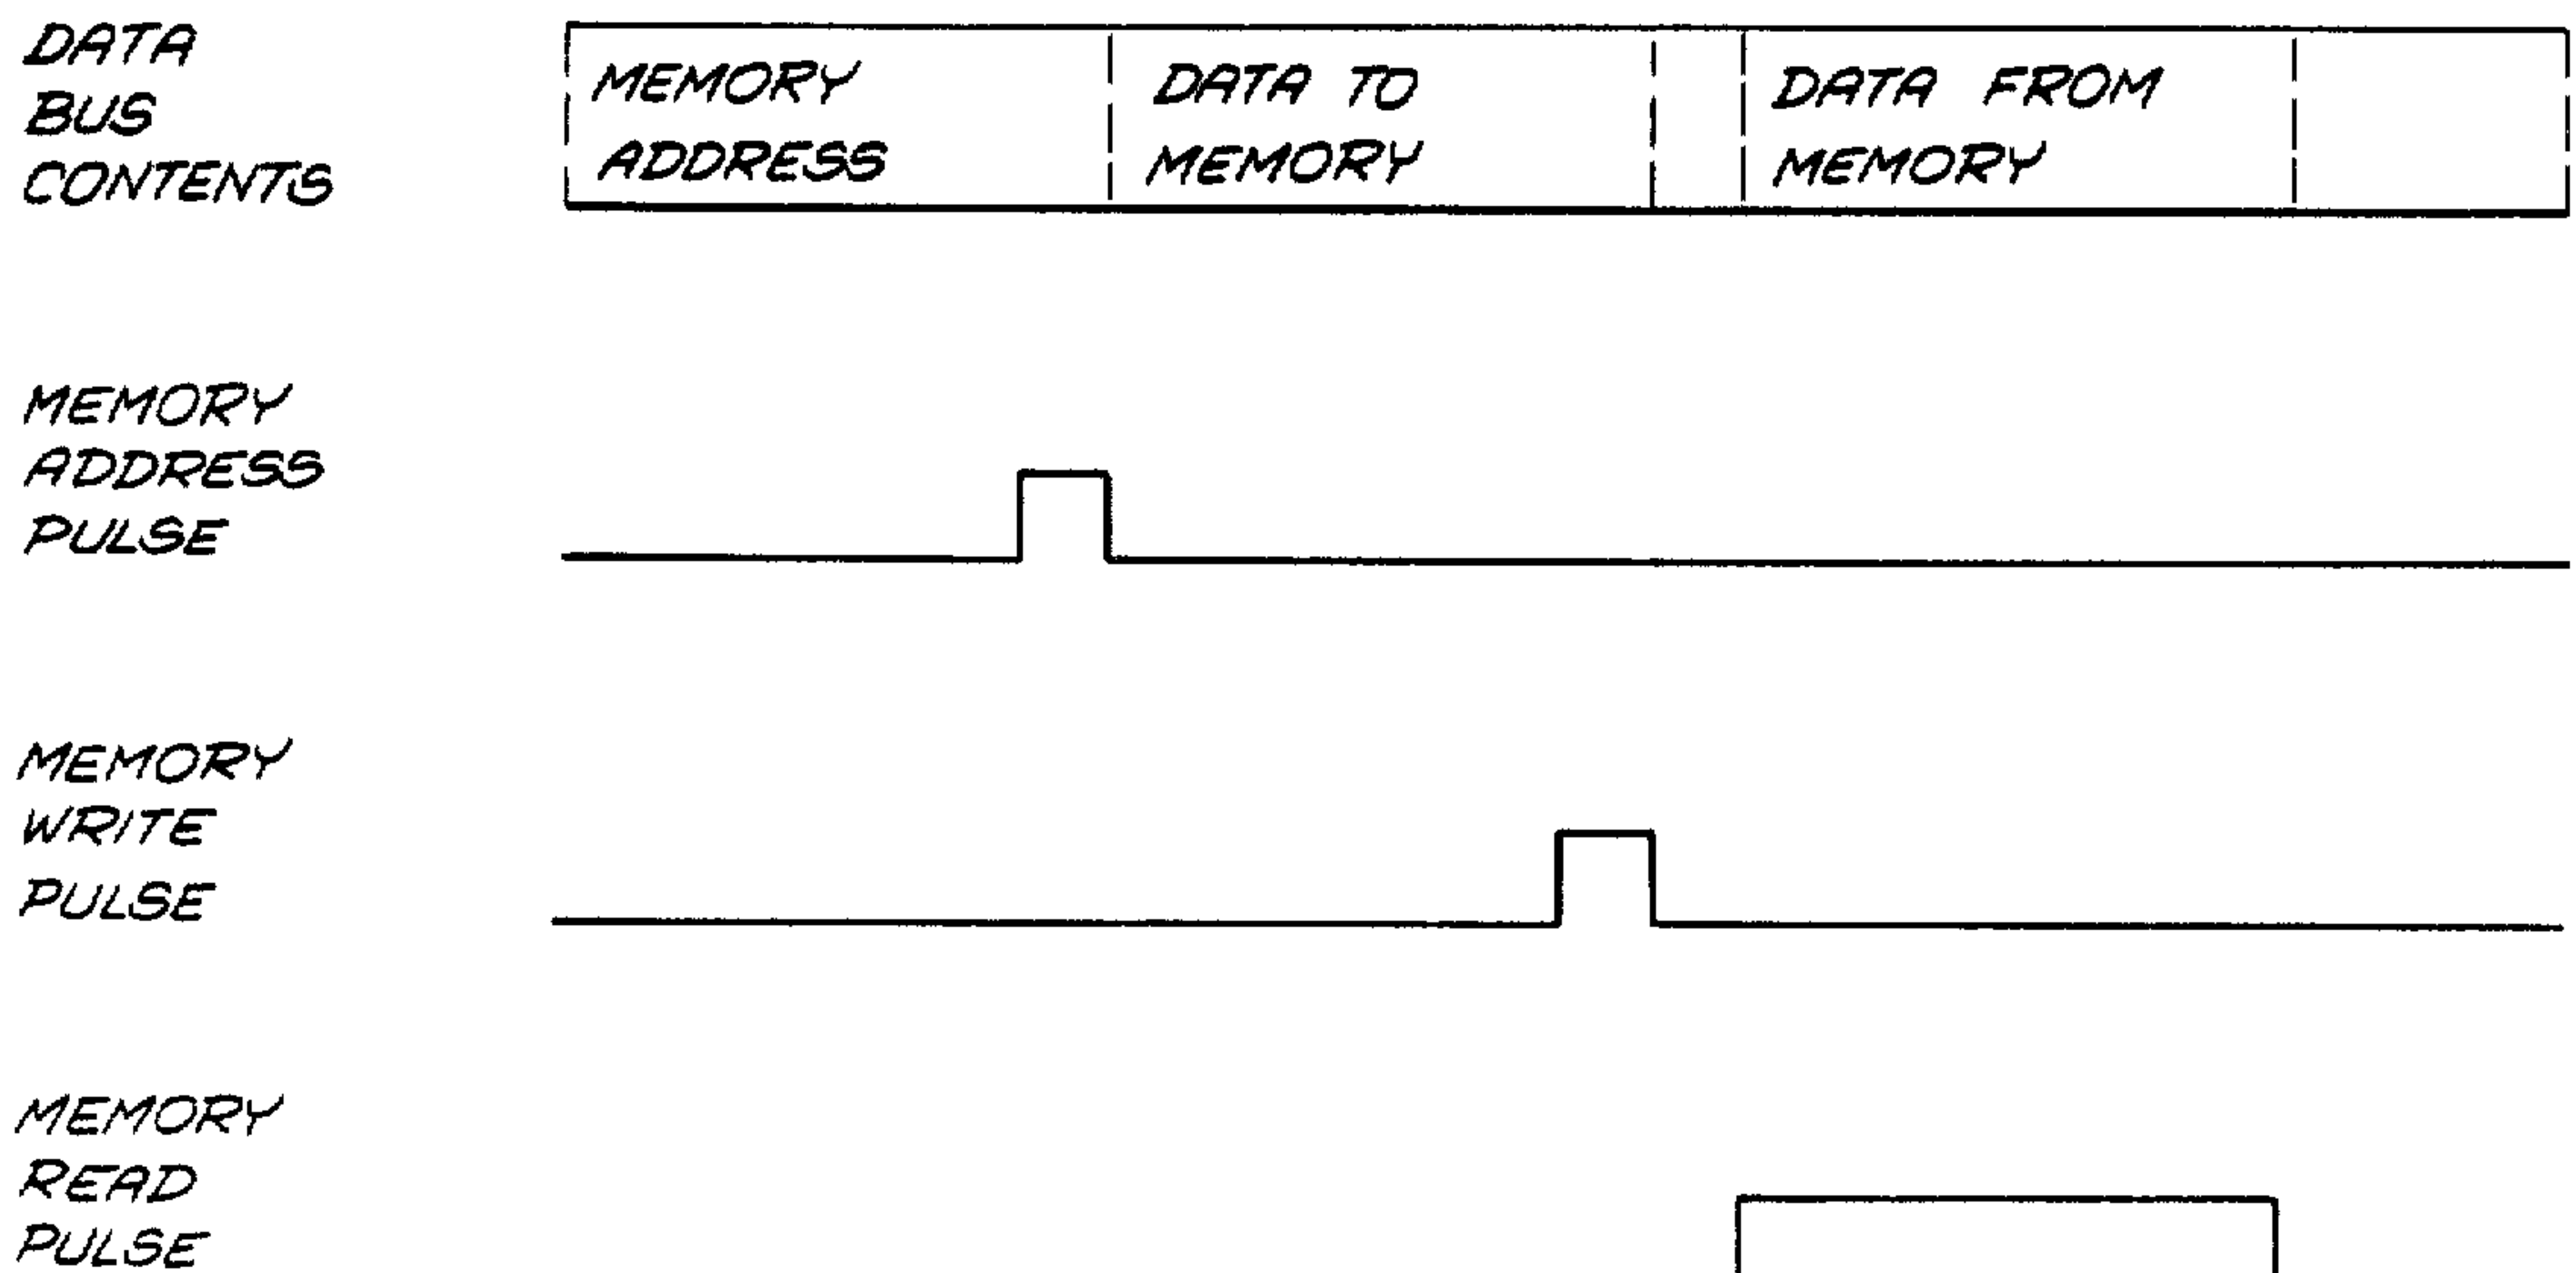 DATA
BUS
CONTENTS
MEMORY
ADDRESS
DATA TO
MEMORY
DATA FROM
MEMORY
MEMORY
ADDRESS
PULSE
MEMORY
WRITE
PULSE
MEMORY
READ
PULSE